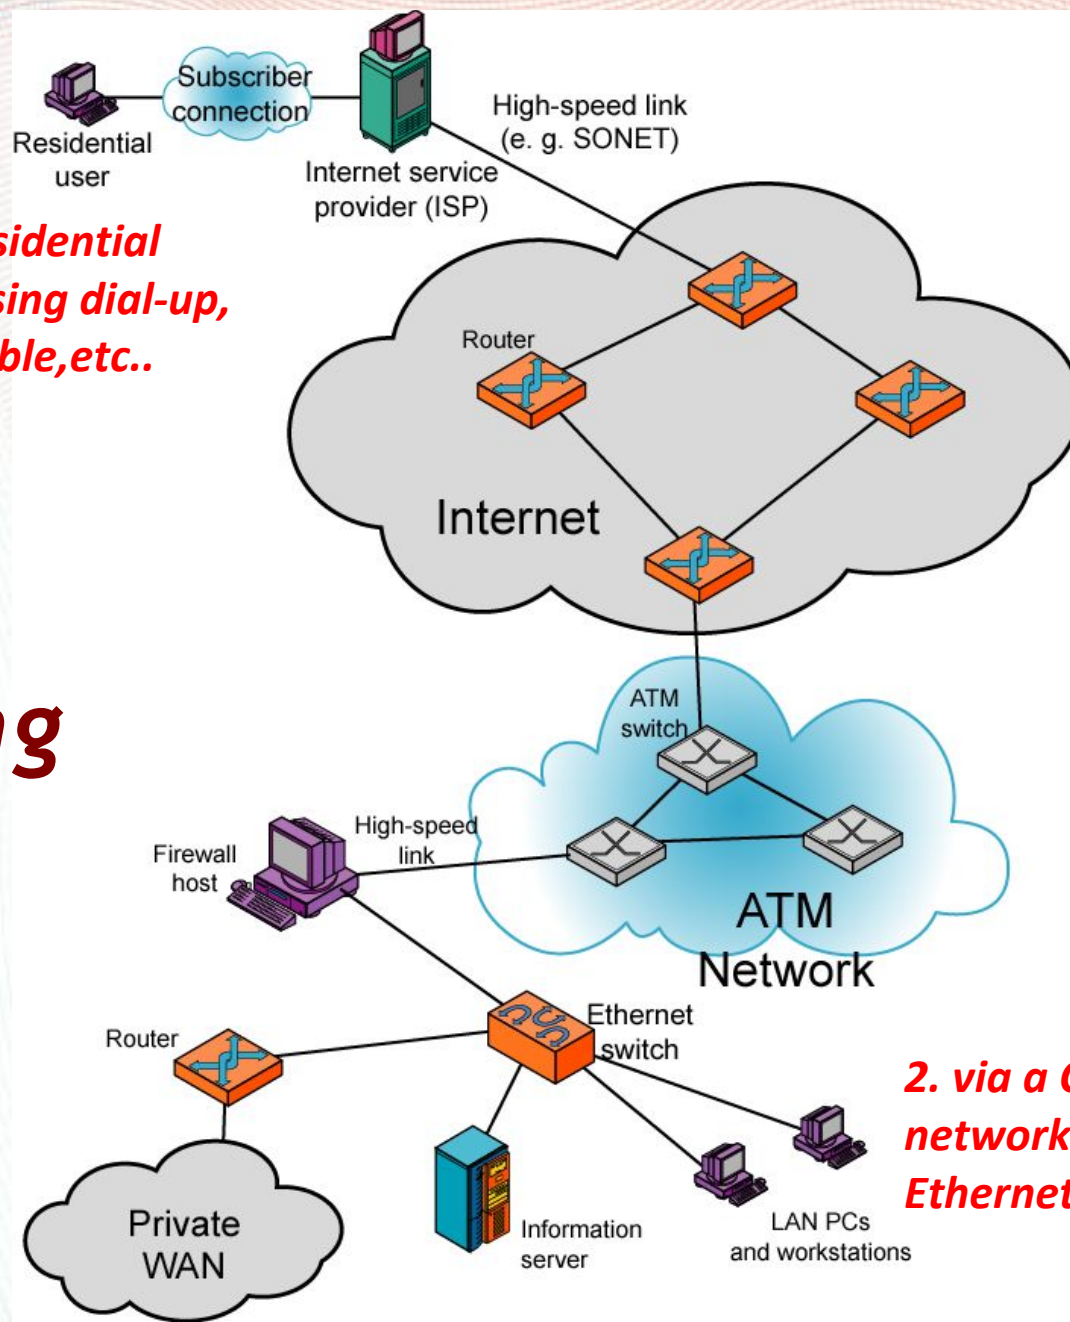 Subscriber
connection
Residential
user
Internet service
provider (ISP)
High-speed link
(e. g. SONET)
sidential
sing dial-up,
ble,etc..
Router
Internet
ATM
switch
ng
High-speed
link
Firewall
host
ATM
Network
Ethernet
switch
Router
2. via a
network
Ethernet
Private
WAN
Information
server
LAN PCs
and workstations